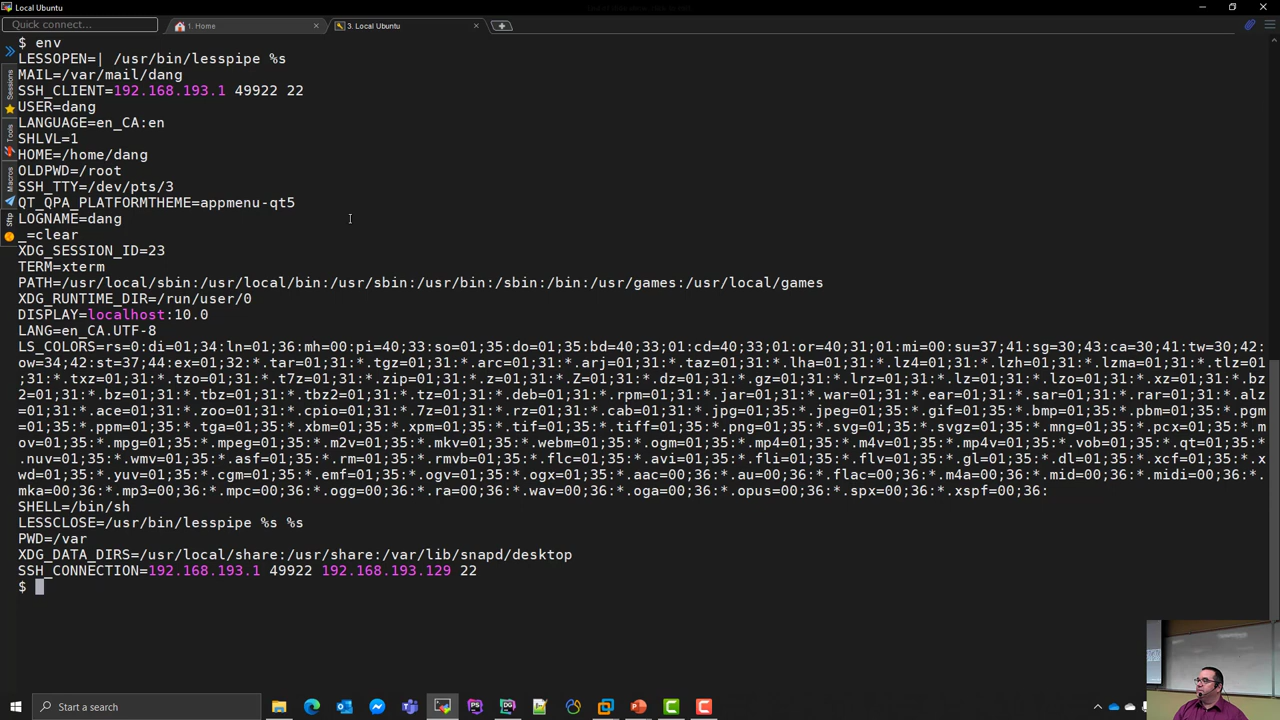 Local Ubuntu
Quick connect...
1. Home
3. Local Ubuntu
Sessions
Tools
Macros
Sftp
$ env
LESSOPEN=| /usr/bin/lesspipe %s
MAIL=/var/mail/dang
SSH_CLIENT=192.168.193.1 49922 22
USER=dang
LANGUAGE=en_CA:en
SHLVL=1
HOME=/home/dang
OLDPWD=/root
SSH_TTY=/dev/pts/3
QT_QPA_PLATFORMTHEME=appmenu-qt5
LOGNAME=dang
_=clear
XDG_SESSION_ID=23
TERM=xterm
PATH=/usr/local/sbin:/usr/local/bin:/usr/sbin:/usr/bin:/sbin:/bin:/usr/games:/usr/local/games
XDG_RUNTIME_DIR=/run/user/0
DISPLAY=localhost:10.0
LANG=en_CA.UTF-8
LS_COLORS=rs=0:di=01;34:ln=01;36:mh=00:pi=40;33:so=01;35:do=01;35:bd=40;33;01:cd=40;33;01:or=40;31;01:mi=00:su=37;41:sg=30;43:ca=30;41:tw=30;42:
ow=34;42:st=37;44:ex=01;32:*.tar=01;31:*.tgz=01;31:*.arc=01;31:*.arj=01;31:*.taz=01;31:*.lha=01;31:*.lz4=01;31:*.lzh=01;31:*.lzma=01;31:*.tlz=01
;31:*.txz=01;31:*.tzo=01;31:*.t7z=01;31:*.zip=01;31:*.z=01;31:*.Z=01;31:*.dz=01;31:*.gz=01;31:*.lrz=01;31:*.lz=01;31:*.lzo=01;31:*.xz=01;31:*.bz
2=01;31:*.bz=01;31:*.tbz=01;31:*.tbz2=01;31:*.tz=01;31:*.deb=01;31:*.rpm=01;31:*.jar=01;31:*.war=01;31:*.ear=01;31:*.sar=01;31:*.rar=01;31:*.alz
=01;31:*.ace=01;31:*.zoo=01;31:*.cpio=01;31:*.7z=01;31:*.rz=01;31:*.cab=01;31:*.jpg=01;35:*.jpeg=01;35:*.gif=01;35:*.bmp=01;35:*.pbm=01;35:*.pgm
=01;35:*.ppm=01;35:*.tga=01;35:*.xbm=01;35:*.xpm=01;35:*.tif=01;35:*.tiff=01;35:*.png=01;35:*.svg=01;35:*.svgz=01;35:*.mng=01;35:*.pcx=01;35:*.m
ov=01;35:*.mpg=01;35:*.mpeg=01;35:*.m2v=01;35:*.mkv=01;35:*.webm=01;35:*.ogm=01;35:*.mp4=01;35:*.m4v=01;35:*.mp4v=01;35:*.vob=01;35:*.qt=01;35:*
.nuv=01;35:*.wmv=01;35:*.asf=01;35:*.rm=01;35:*.rmvb=01;35:*.flc=01;35:*.avi=01;35:*.fli=01;35:*.flv=01;35:*.gl=01;35:*.dl=01;35:*.xcf=01;35:*.x
wd=01;35:*.yuv=01;35:*.cgm=01;35:*.emf=01;35:*.ogv=01;35:*.ogx=01;35:*.aac=00;36:*.au=00;36:*.flac=00;36:*.m4a=00;36:*.mid=00;36:*.midi=00;36:*.
mka=00;36:*.mp3=00;36:*.mpc=00;36:*.ogg=00;36:*.ra=00;36:*.wav=00;36:*.oga=00;36:*.opus=00;36:*.spx=00;36:*.xspf=00;36:
SHELL=/bin/sh
LESSCLOSE=/usr/bin/lesspipe %s %s
PWD=/var
XDG_DATA_DIRS=/usr/local/share:/usr/share:/var/lib/snapd/desktop
SSH_CONNECTION=192.168.193.1 49922 192.168.193.129 22
$
Start a search